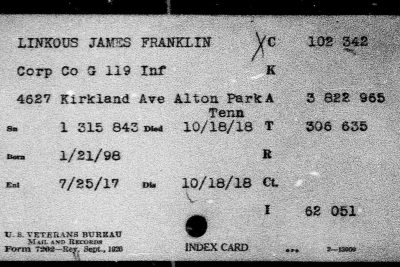 LINKOUS JAMES FRANKLIN C 102 342
Corp Co G 119 Inf K
4627 Kirkland Ave Alton Park A 3 822 965
Tenn
Sn 1 315 843 Died 10/18/18 T 306 635
Born 1/21/98 R
Enl 7/25/17 Dis 10/18/18 Ct.
I 62 051
U. S. VETERANS BUREAU
MAIL AND RECORDS
Form 7202—Rev. Sept., 1920 INDEX CARD